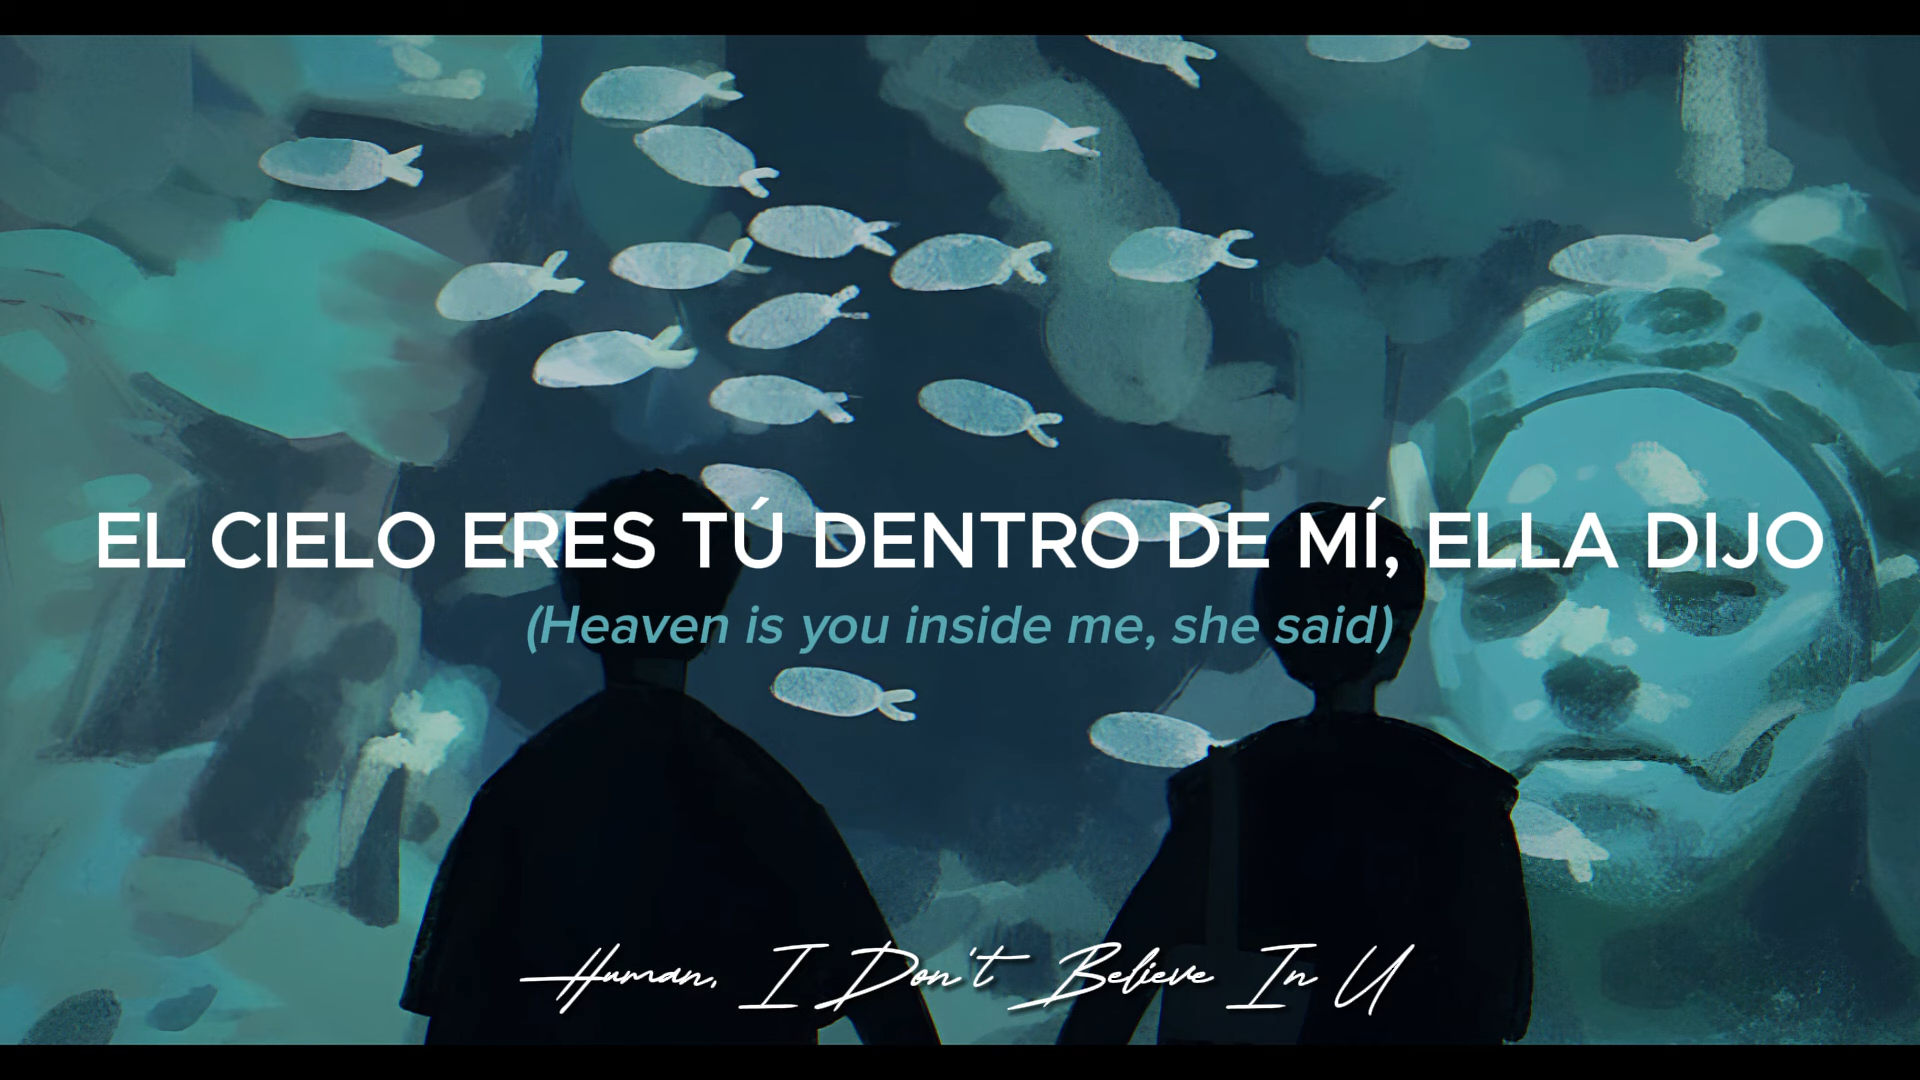 EL CIELO ERES TÚ DENTRO DE MÍ, ELLA DIJO
(Heaven is you inside me, she said)
Human, I Don't Believe In U